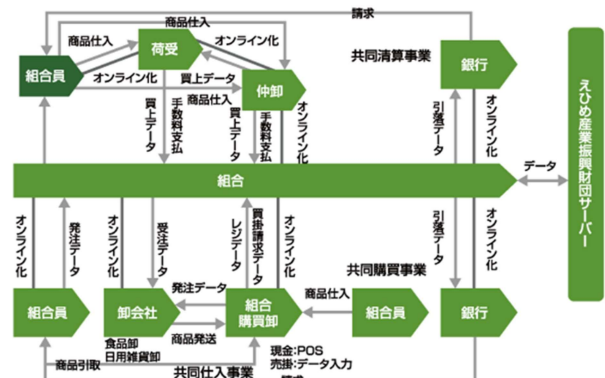 請求
商品仕入
商品仕入
荷受
オンライン化
共同清算事業
銀行
組合員
オンライン化
買上データ
仲卸
商品仕入
買上データ
手数料支払
買上データ
手数料支払
オンライン化
引落データ
オンライン化
えひめ産業振興財団サーバー
データ
組合
オンライン化
発注データ
オンライン化
受注データ
レジデータ
買掛請求データ
オンライン化
引落データ
オンライン化
共同購買事業
発注データ
商品仕入
組合員
卸会社
組合
購買卸
組合員
銀行
商品発送
食品卸
日用雑貨卸
現金:POS
売掛:データ入力
商品引取
共同仕入事業